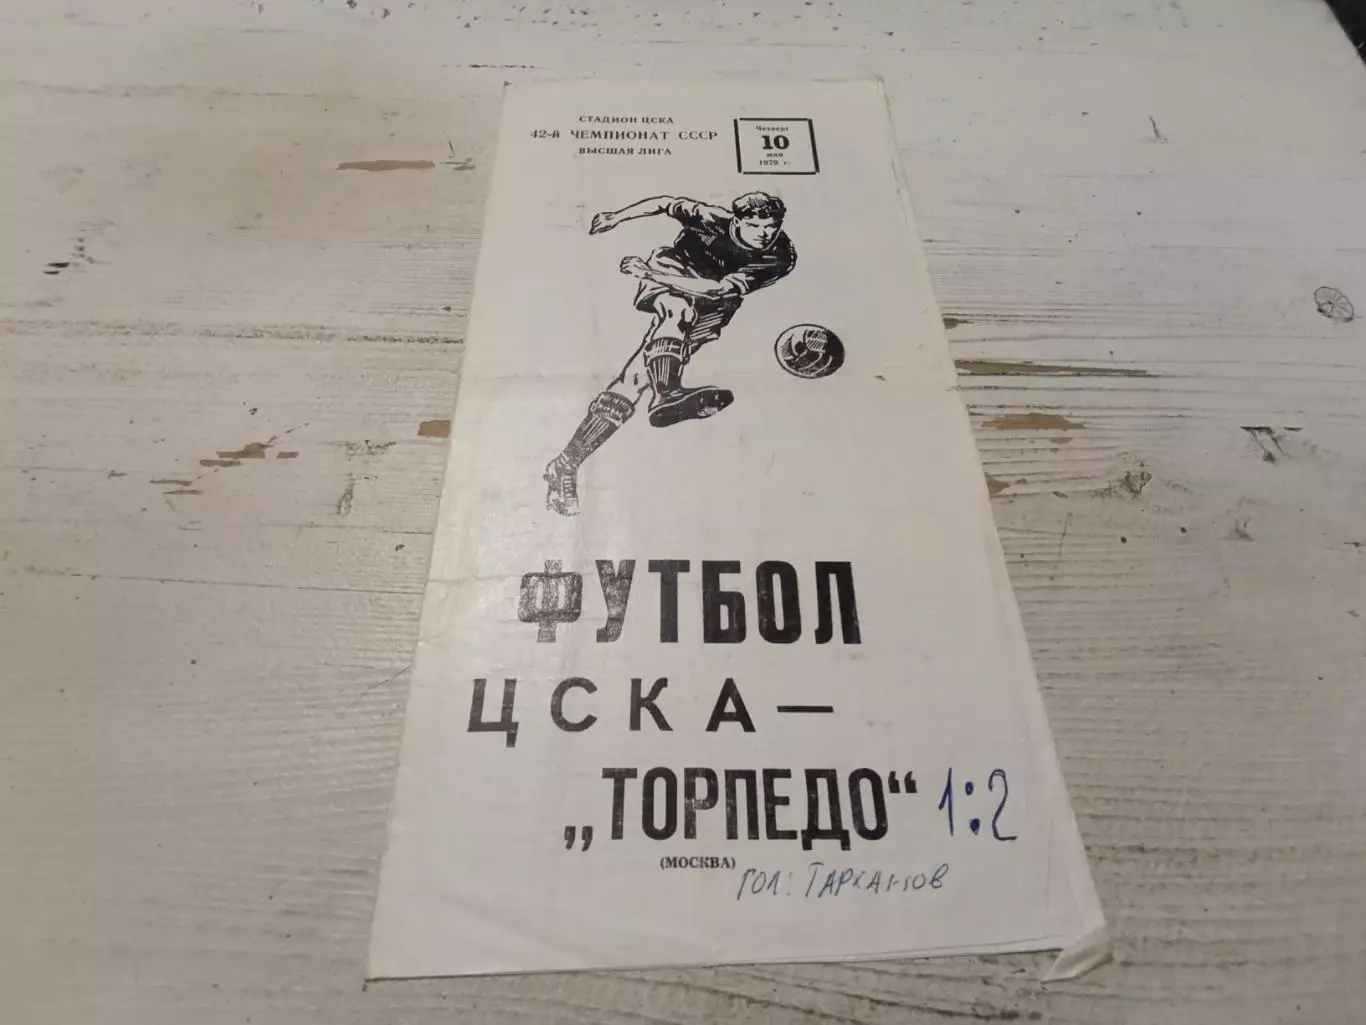 СТАДИОН ЦСКА
42-й ЧЕМПИОНАТ СССР
ВЫСШАЯ ЛИГА
Четверг
10
мая
1979 г.
ФУТБОЛ
ЦСКА—
„ТОРПЕДО“ 1:2
(МОСКВА)
ГОЛ: ТАРХАНОВ